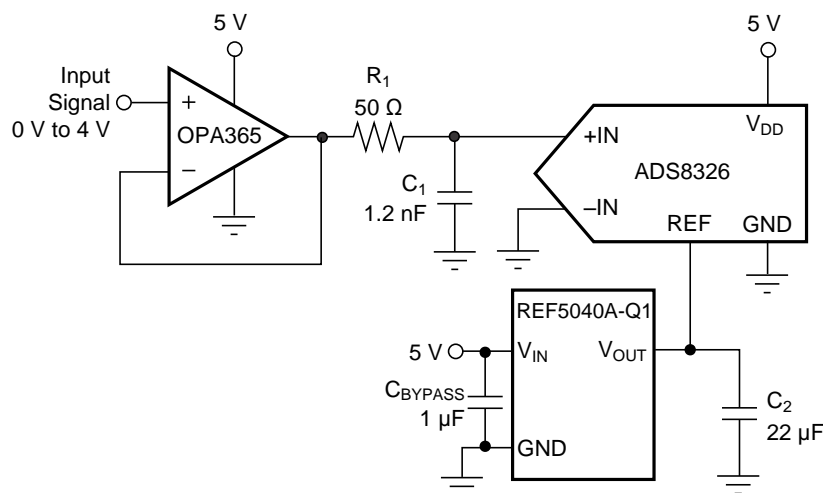 5 V
5 V
Input
Signal
0 V to 4 V
+
OPA365
–
R1
50 Ω
C1
1.2 nF
+IN
VDD
ADS8326
–IN
REF
GND
REF5040A-Q1
5 V
VIN
VOUT
CBYPASS
1 µF
GND
C2
22 µF